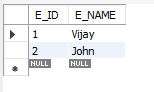 E_ID E_NAME
1 Vijay
2 John
NULL NULL